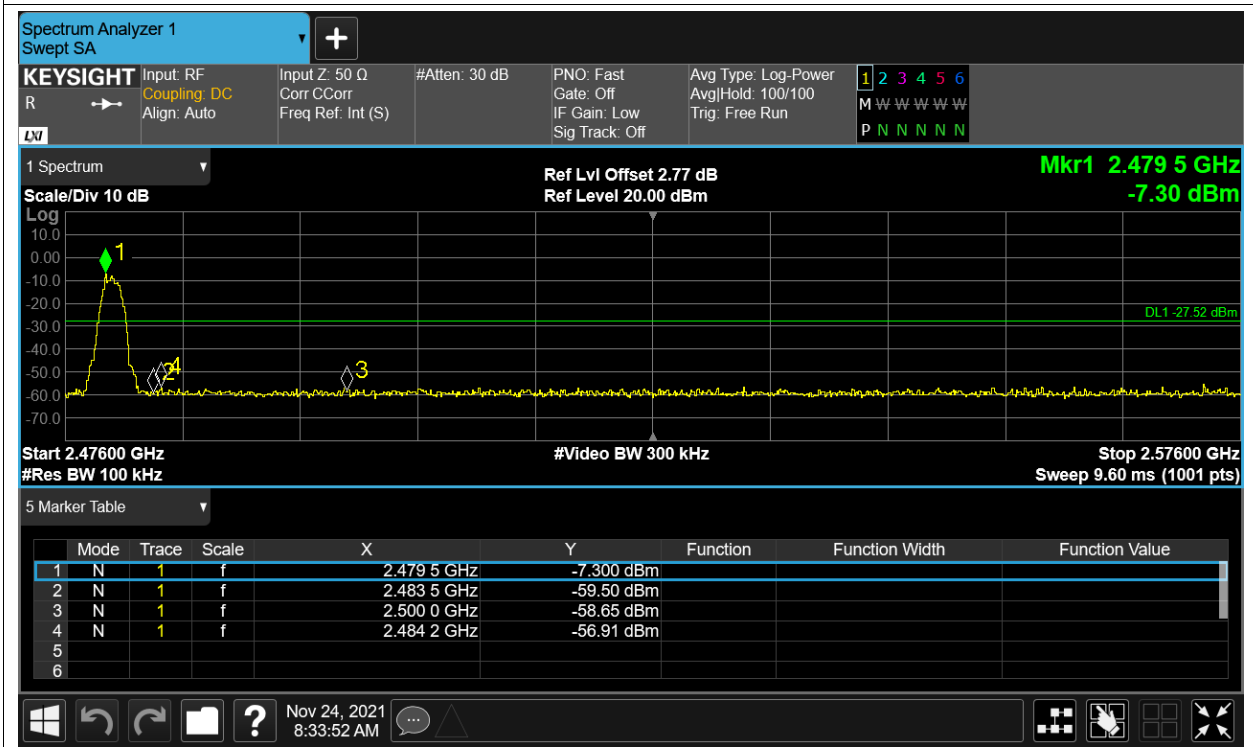 Spectrum Analyzer 1
Swept SA
KEYSIGHT
R
LXI
Input: RF
Coupling: DC
Align: Auto
Input Z: 50 Ω
Corr CCorr
Freq Ref: Int (S)
#Atten: 30 dB
PNO: Fast
Gate: Off
IF Gain: Low
Sig Track: Off
Avg Type: Log-Power
Avg|Hold: 100/100
Trig: Free Run
1 2 3 4 5 6
M W W W W W
P N N N N N
1 Spectrum
Scale/Div 10 dB
Ref Lvl Offset 2.77 dB
Ref Level 20.00 dBm
Mkr1 2.479 5 GHz
-7.30 dBm
Log
10.0
0.00
-10.0
-20.0
-30.0
-40.0
-50.0
-60.0
-70.0
1
2
4
3
DL1 -27.52 dBm
Start 2.47600 GHz
#Video BW 300 kHz
Stop 2.57600 GHz
#Res BW 100 kHz
Sweep 9.60 ms (1001 pts)
5 Marker Table
Mode Trace Scale X Y Function Function Width Function Value
1 N 1 f 2.479 5 GHz -7.300 dBm
2 N 1 f 2.483 5 GHz -59.50 dBm
3 N 1 f 2.500 0 GHz -58.65 dBm
4 N 1 f 2.484 2 GHz -56.91 dBm
5
6
?
Nov 24, 2021
8:33:52 AM